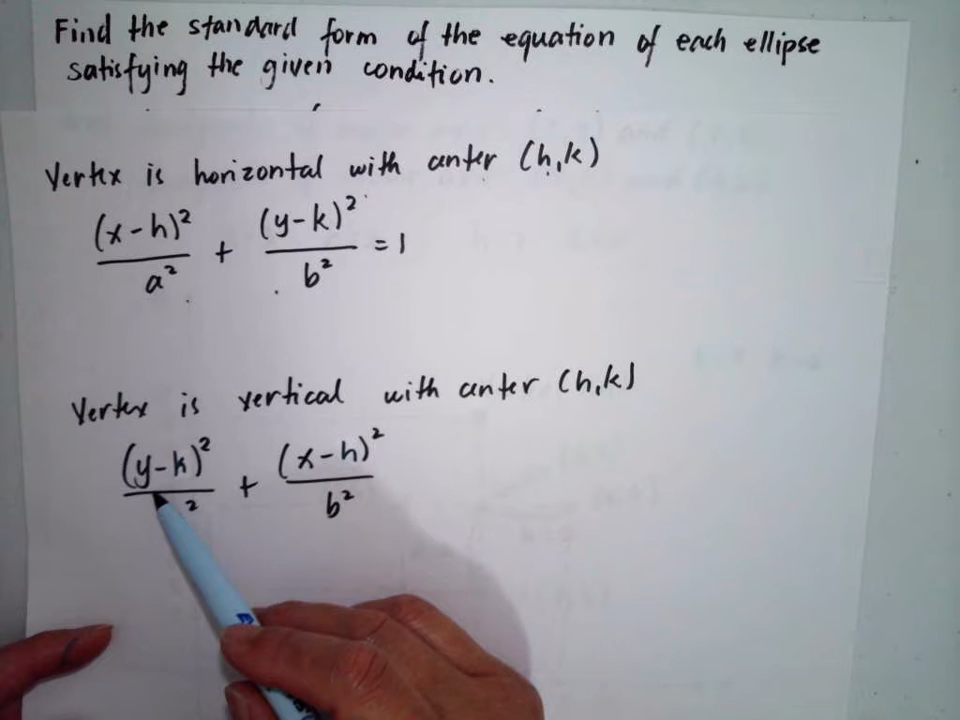 Find the standard form of the equation of each ellipse
satisfying the given condition.
Vertex is horizontal with center (h,k)
(x-h)²/a² + (y-k)²/b² = 1
Vertex is vertical with center (h,k)
(y-k)²/ ² + (x-h)²/b²